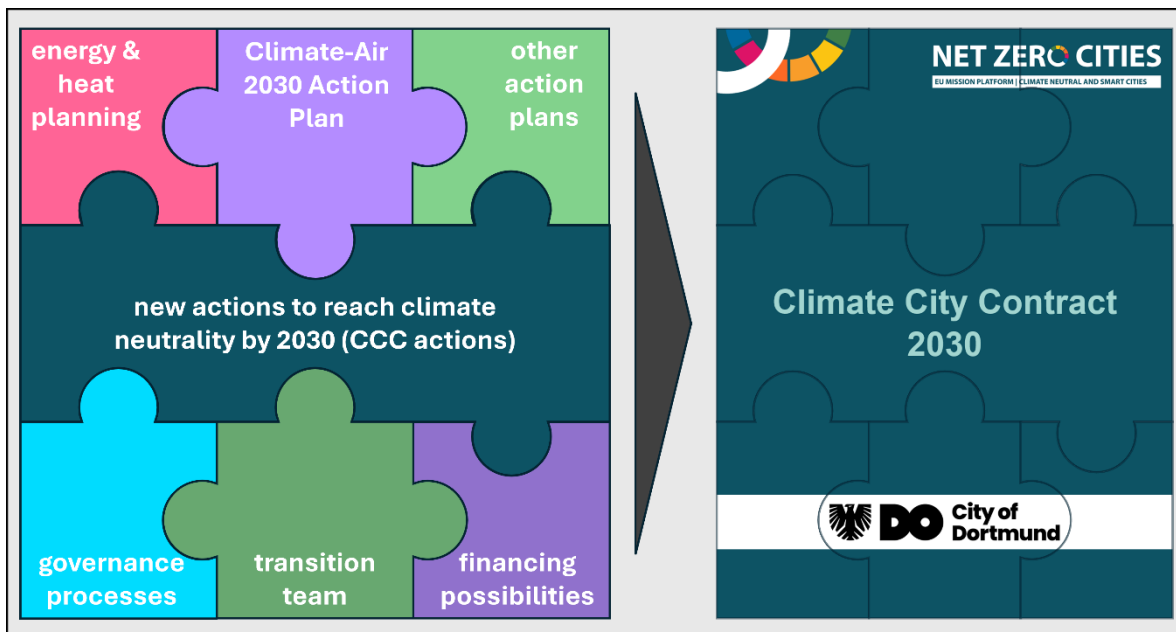 energy &
heat
planning
Climate-Air
2030 Action
Plan
other
action
plans
new actions to reach climate
neutrality by 2030 (CCC actions)
governance
processes
transition
team
financing
possibilities
NET ZERO CITIES
EU MISSION PLATFORM | CLIMATE NEUTRAL AND SMART CITIES
Climate City Contract
2030
DO City of
Dortmund